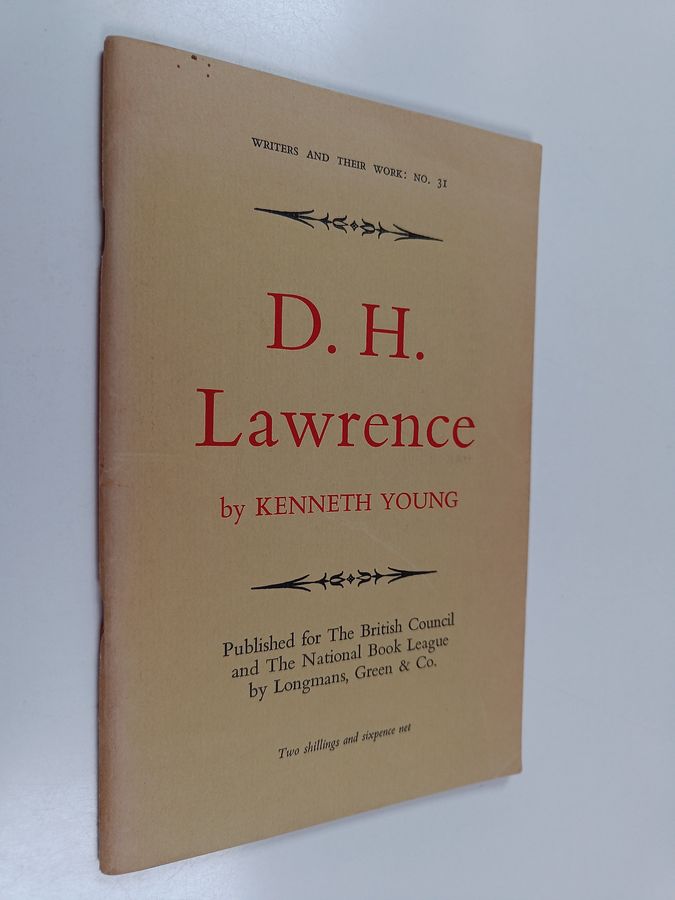 WRITERS AND THEIR WORK: NO. 31
D. H.
Lawrence
by KENNETH YOUNG
Published for The British Council
and The National Book League
by Longmans, Green & Co.
Two shillings and sixpence net